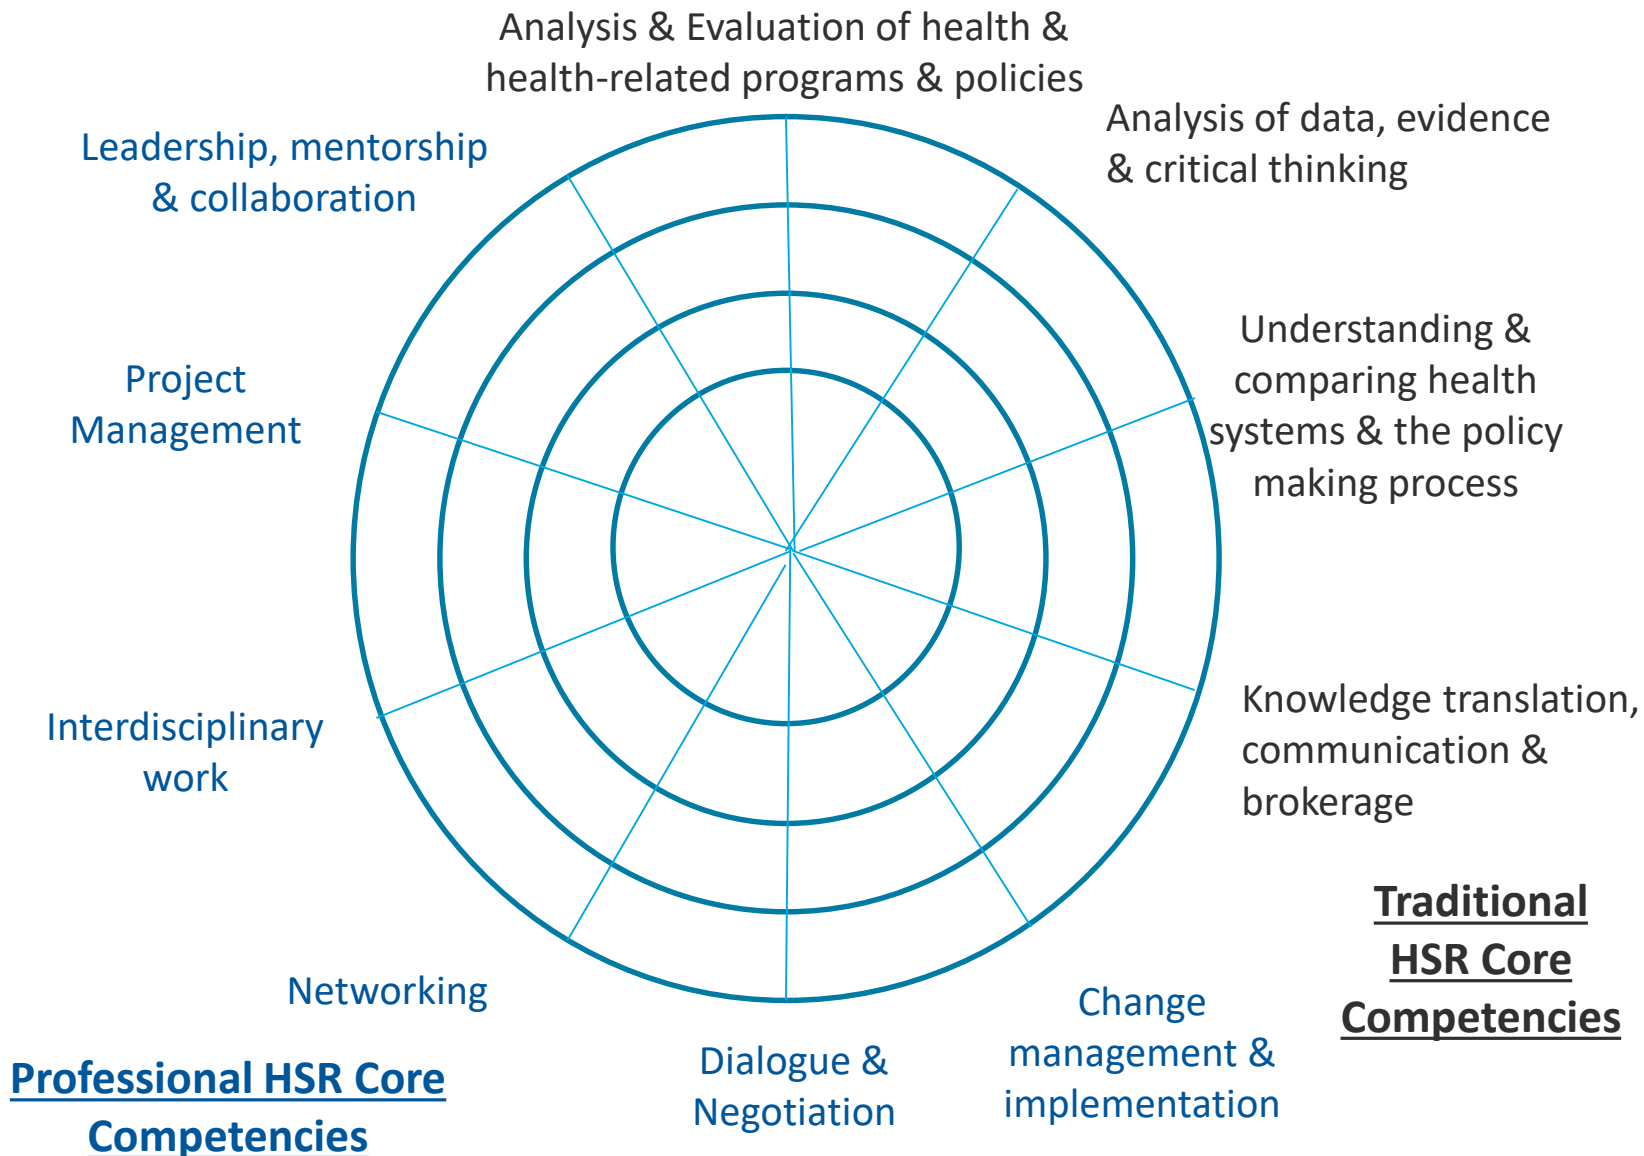 Analysis & Evaluation of health &
health-related programs & policies
Analysis of data, evidence
& critical thinking
Understanding &
comparing health
systems & the policy
making process
Knowledge translation,
communication &
brokerage
Traditional
HSR Core
Competencies
Change
management &
implementation
Dialogue &
Negotiation
Networking
Interdisciplinary
work
Project
Management
Leadership, mentorship
& collaboration
Professional HSR Core
Competencies